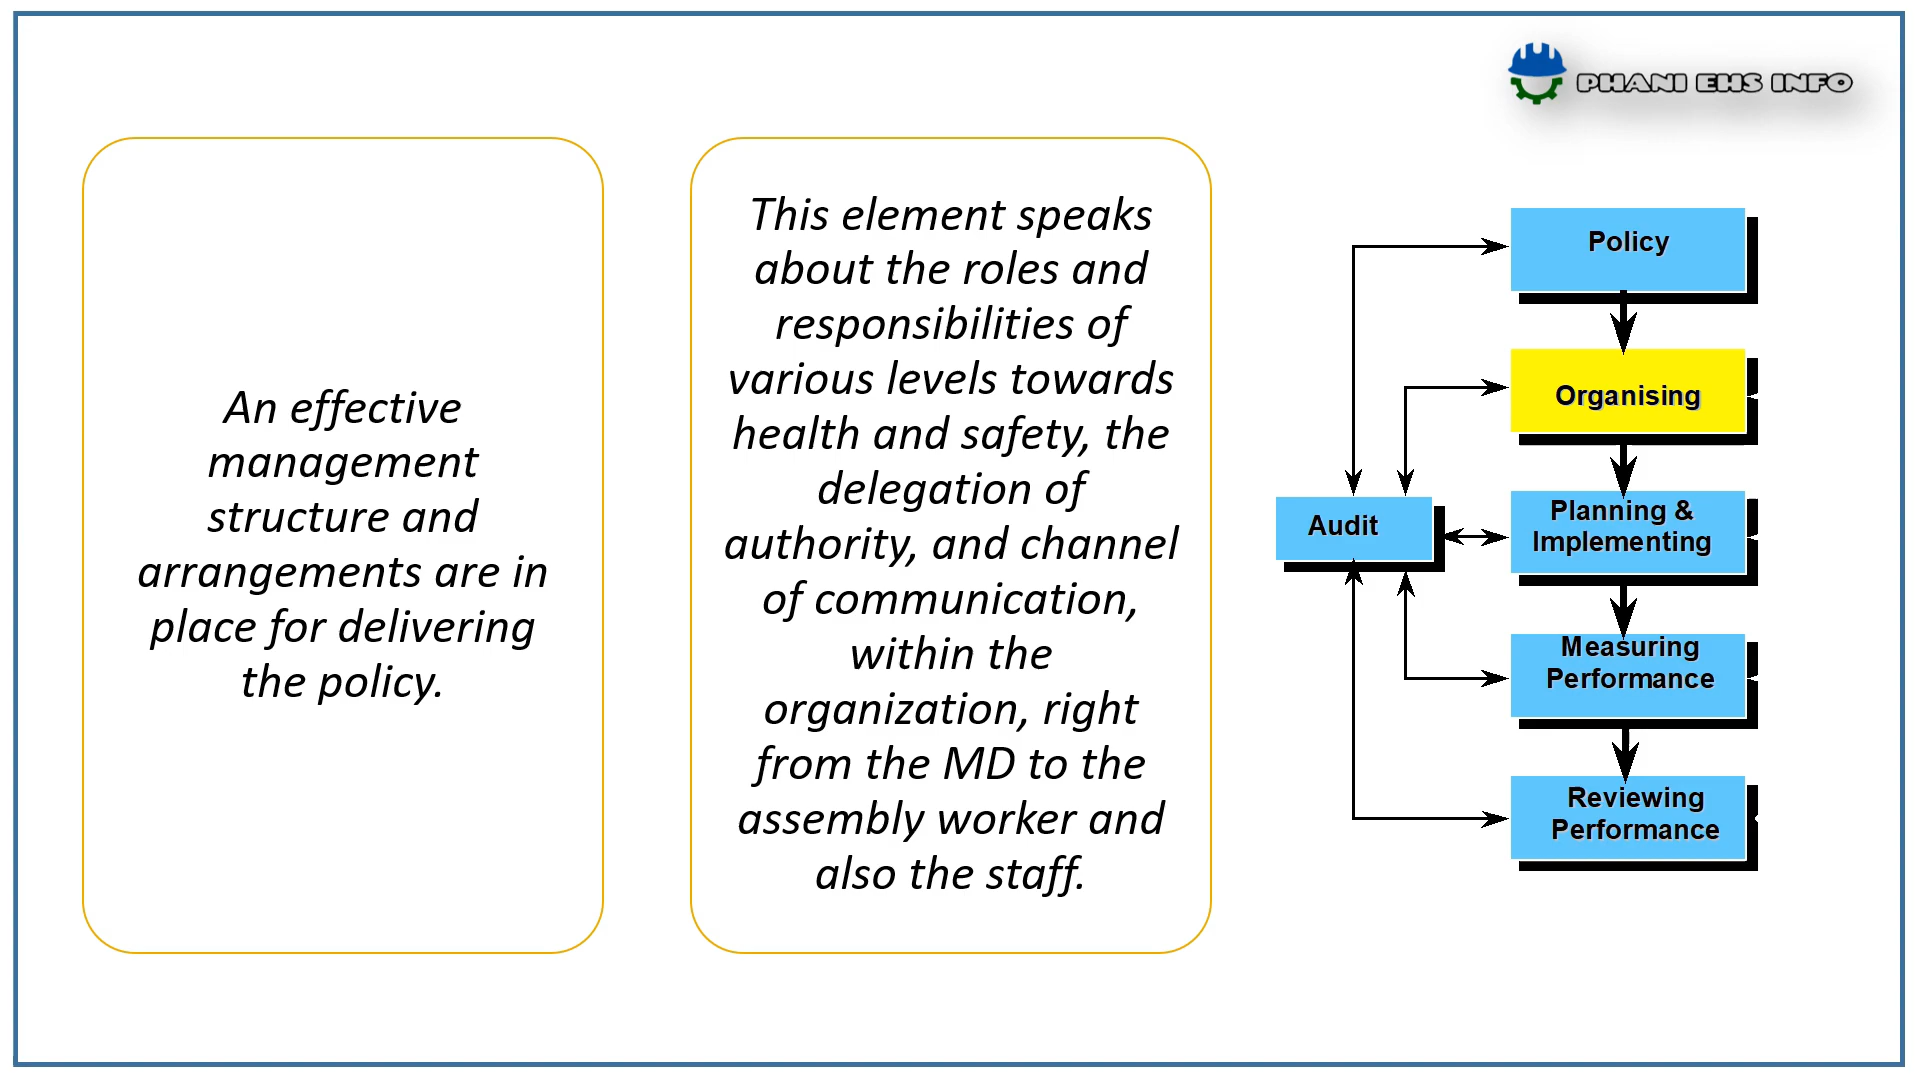 PHANI EHS INFO
An effective
management
structure and
arrangements are in
place for delivering
the policy.
This element speaks
about the roles and
responsibilities of
various levels towards
health and safety, the
delegation of
authority, and channel
of communication,
within the
organization, right
from the MD to the
assembly worker and
also the staff.
Policy
Organising
Audit
Planning &
Implementing
Measuring
Performance
Reviewing
Performance